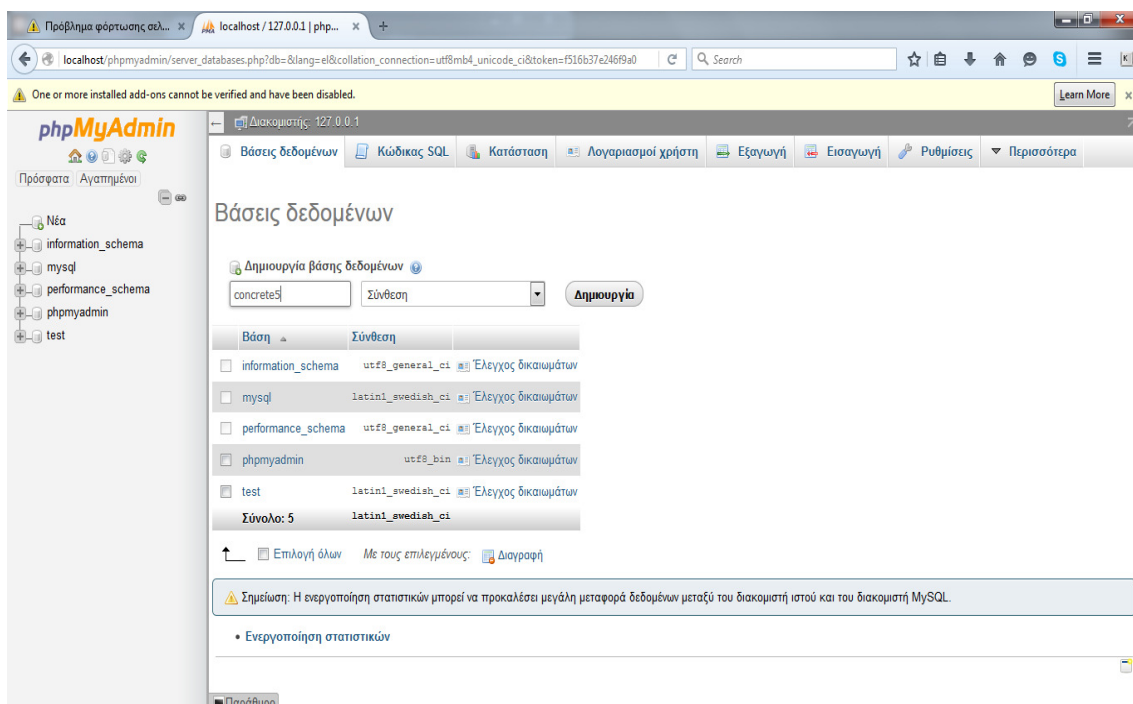 Πρόβλημα φόρτωσης σελ... ×
localhost / 127.0.0.1 | php... × +
localhost/phpmyadmin/server_databases.php?db=&lang=el&collation_connection=utf8mb4_unicode_ci&token=f516b37e246f9a0
Search
One or more installed add-ons cannot be verified and have been disabled.
Learn More ×
phpMyAdmin
Πρόσφατα Αγαπημένοι
Νέα
information_schema
mysql
performance_schema
phpmyadmin
test
Διακομιστής: 127.0.0.1
Βάσεις δεδομένων Κώδικας SQL Κατάσταση Λογαριασμοί χρήστη Εξαγωγή Εισαγωγή Ρυθμίσεις Περισσότερα
Βάσεις δεδομένων
Δημιουργία βάσης δεδομένων
concrete5 Σύνθεση Δημιουργία
Βάση Σύνθεση
information_schema utf8_general_ci Έλεγχος δικαιωμάτων
mysql latin1_swedish_ci Έλεγχος δικαιωμάτων
performance_schema utf8_general_ci Έλεγχος δικαιωμάτων
phpmyadmin utf8_bin Έλεγχος δικαιωμάτων
test latin1_swedish_ci Έλεγχος δικαιωμάτων
Σύνολο: 5 latin1_swedish_ci
Επιλογή όλων Με τους επιλεγμένους: Διαγραφή
Σημείωση: Η ενεργοποίηση στατιστικών μπορεί να προκαλέσει μεγάλη μεταφορά δεδομένων μεταξύ του διακομιστή ιστού και του διακομιστή MySQL.
• Ενεργοποίηση στατιστικών
Παράθυρο